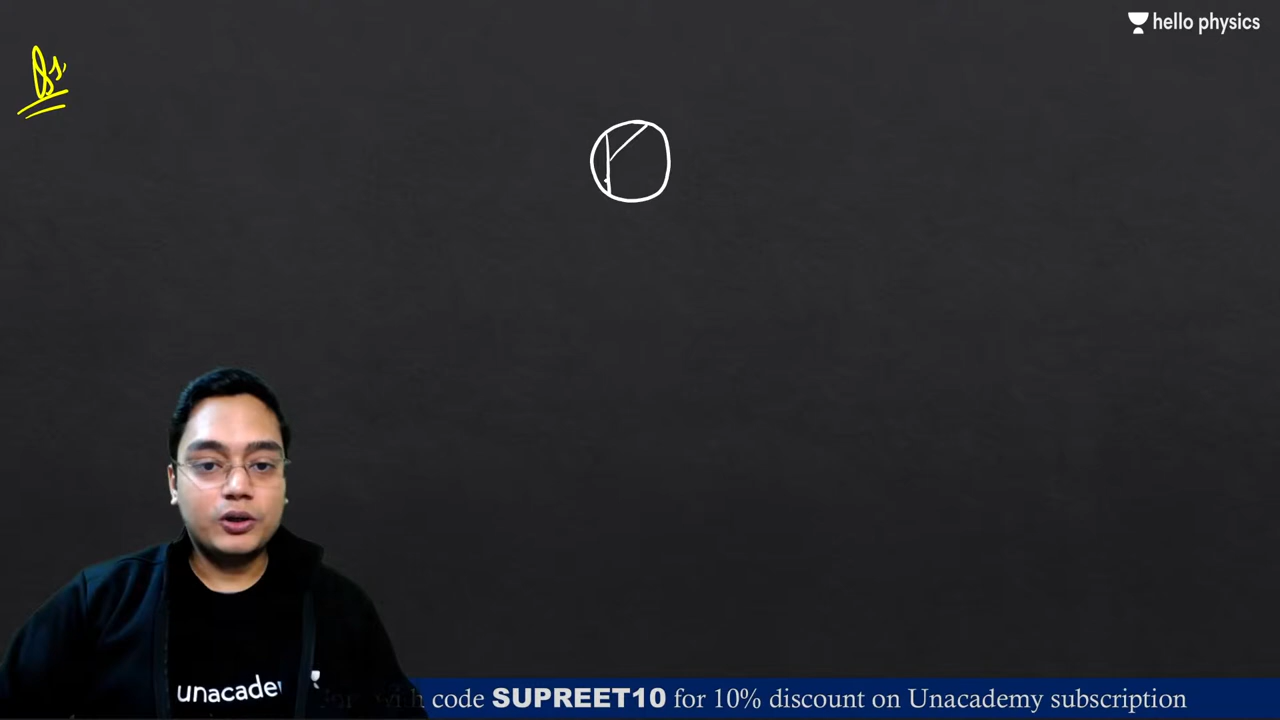 hello physics
unacade
code SUPREET10 for 10% discount on Unacademy subscription